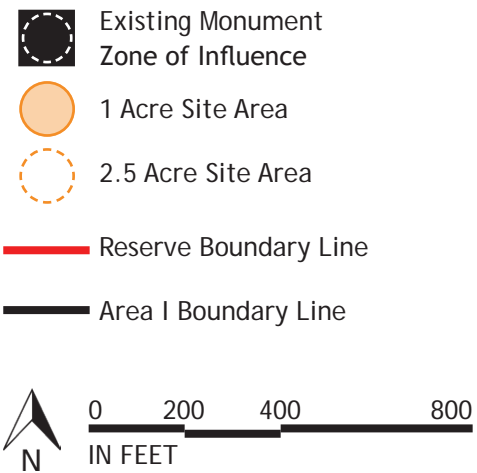 Existing Monument
Zone of Influence
1 Acre Site Area
2.5 Acre Site Area
Reserve Boundary Line
Area I Boundary Line
0 200 400 800
N IN FEET